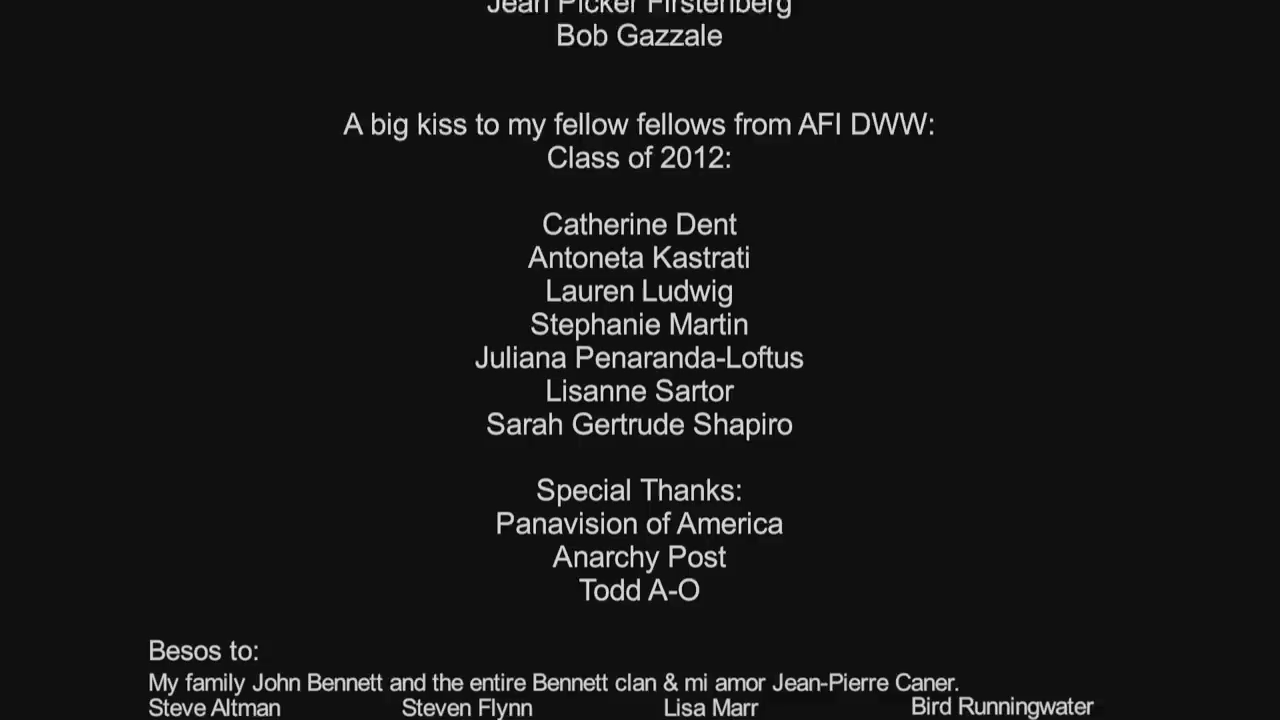 Jean Picker Firstenberg
Bob Gazzale
A big kiss to my fellow fellows from AFI DWW:
Class of 2012:
Catherine Dent
Antoneta Kastrati
Lauren Ludwig
Stephanie Martin
Juliana Penaranda-Loftus
Lisanne Sartor
Sarah Gertrude Shapiro
Special Thanks:
Panavision of America
Anarchy Post
Todd A-O
Besos to:
My family John Bennett and the entire Bennett clan & mi amor Jean-Pierre Caner.
Steve Altman Steven Flynn Lisa Marr Bird Runningwater